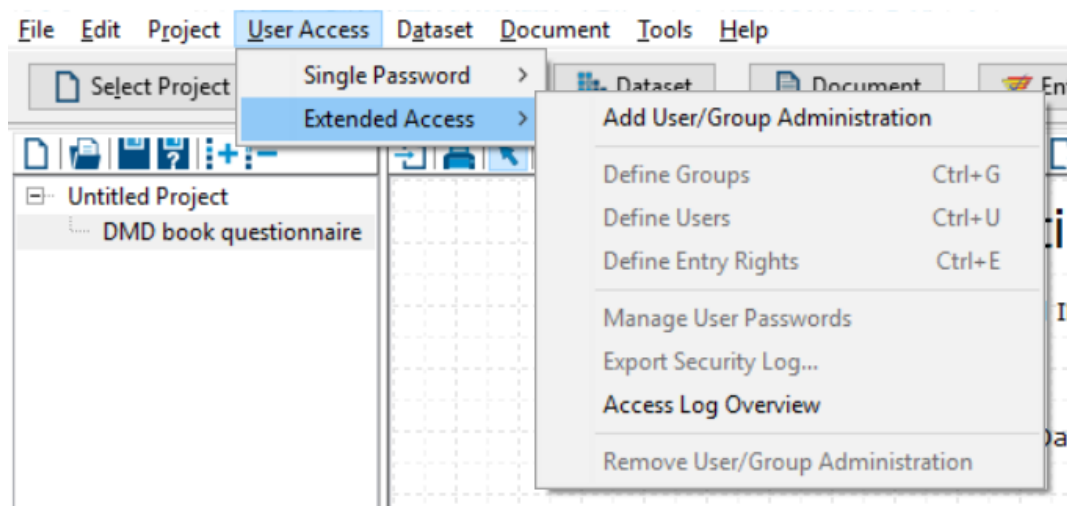 File Edit Project User Access Dataset Document Tools Help
Select Project
Single Password >
Dataset
Document
Extended Access >
Add User/Group Administration
Define Groups Ctrl+G
Untitled Project
Define Users Ctrl+U
DMD book questionnaire
Define Entry Rights Ctrl+E
Manage User Passwords
Export Security Log...
Access Log Overview
Remove User/Group Administration